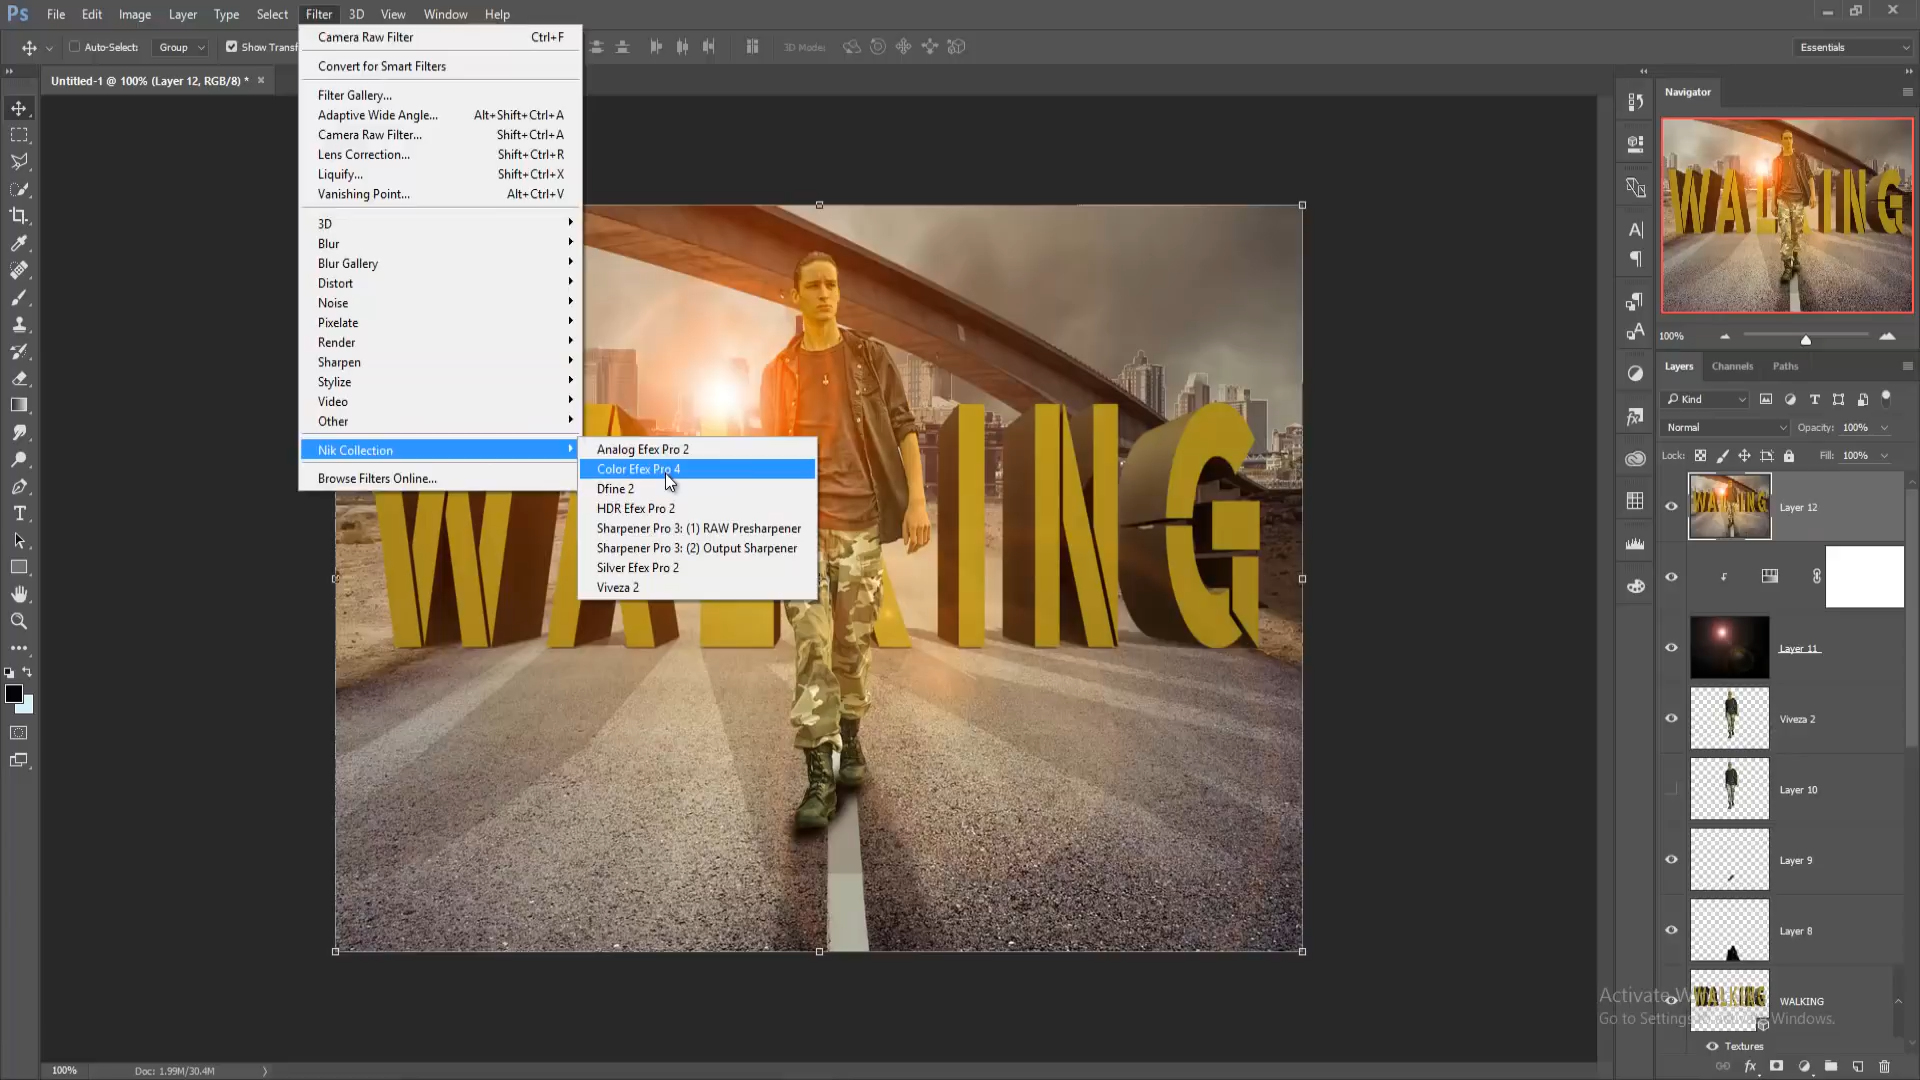 Ps File Edit Image Layer Type Select Filter 3D View Window Help
Auto-Select: Group Show Transf 3D Mode: Essentials
Untitled-1 @ 100% (Layer 12, RGB/8) *
Camera Raw Filter Ctrl+F
Convert for Smart Filters
Filter Gallery...
Adaptive Wide Angle... Alt+Shift+Ctrl+A
Camera Raw Filter... Shift+Ctrl+A
Lens Correction... Shift+Ctrl+R
Liquify... Shift+Ctrl+X
Vanishing Point... Alt+Ctrl+V
3D
Blur
Blur Gallery
Distort
Noise
Pixelate
Render
Sharpen
Stylize
Video
Other
Nik Collection
Browse Filters Online...
Analog Efex Pro 2
Color Efex Pro 4
Dfine 2
HDR Efex Pro 2
Sharpener Pro 3: (1) RAW Presharpener
Sharpener Pro 3: (2) Output Sharpener
Silver Efex Pro 2
Viveza 2
WALKING
Navigator
WALKING
100%
Layers Channels Paths
Kind
Normal Opacity: 100%
Lock: Fill: 100%
Layer 12
Layer 11
Viveza 2
Layer 10
Layer 9
Layer 8
WALKING
Textures
Go to Settings to activate Windows.
100% Doc: 1.99M/30.4M